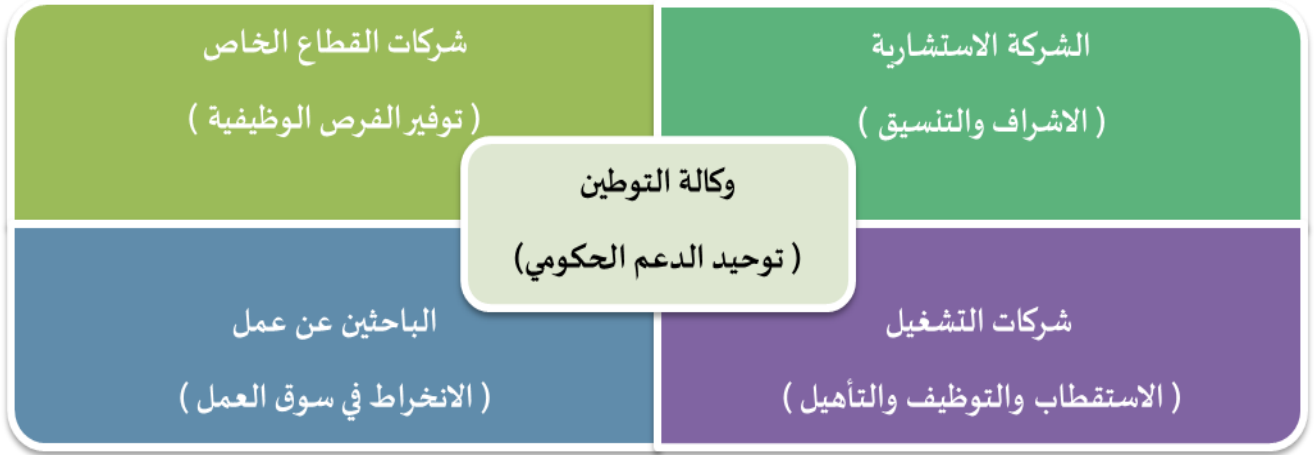 الشركة الاستشارية
( الاشراف والتنسيق )
شركات القطاع الخاص
( توفير الفرص الوظيفية )
وكالة التوطين
( توحيد الدعم الحكومي)
شركات التشغيل
( الاستقطاب والتوظيف والتأهيل )
الباحثين عن عمل
( الانخراط في سوق العمل )